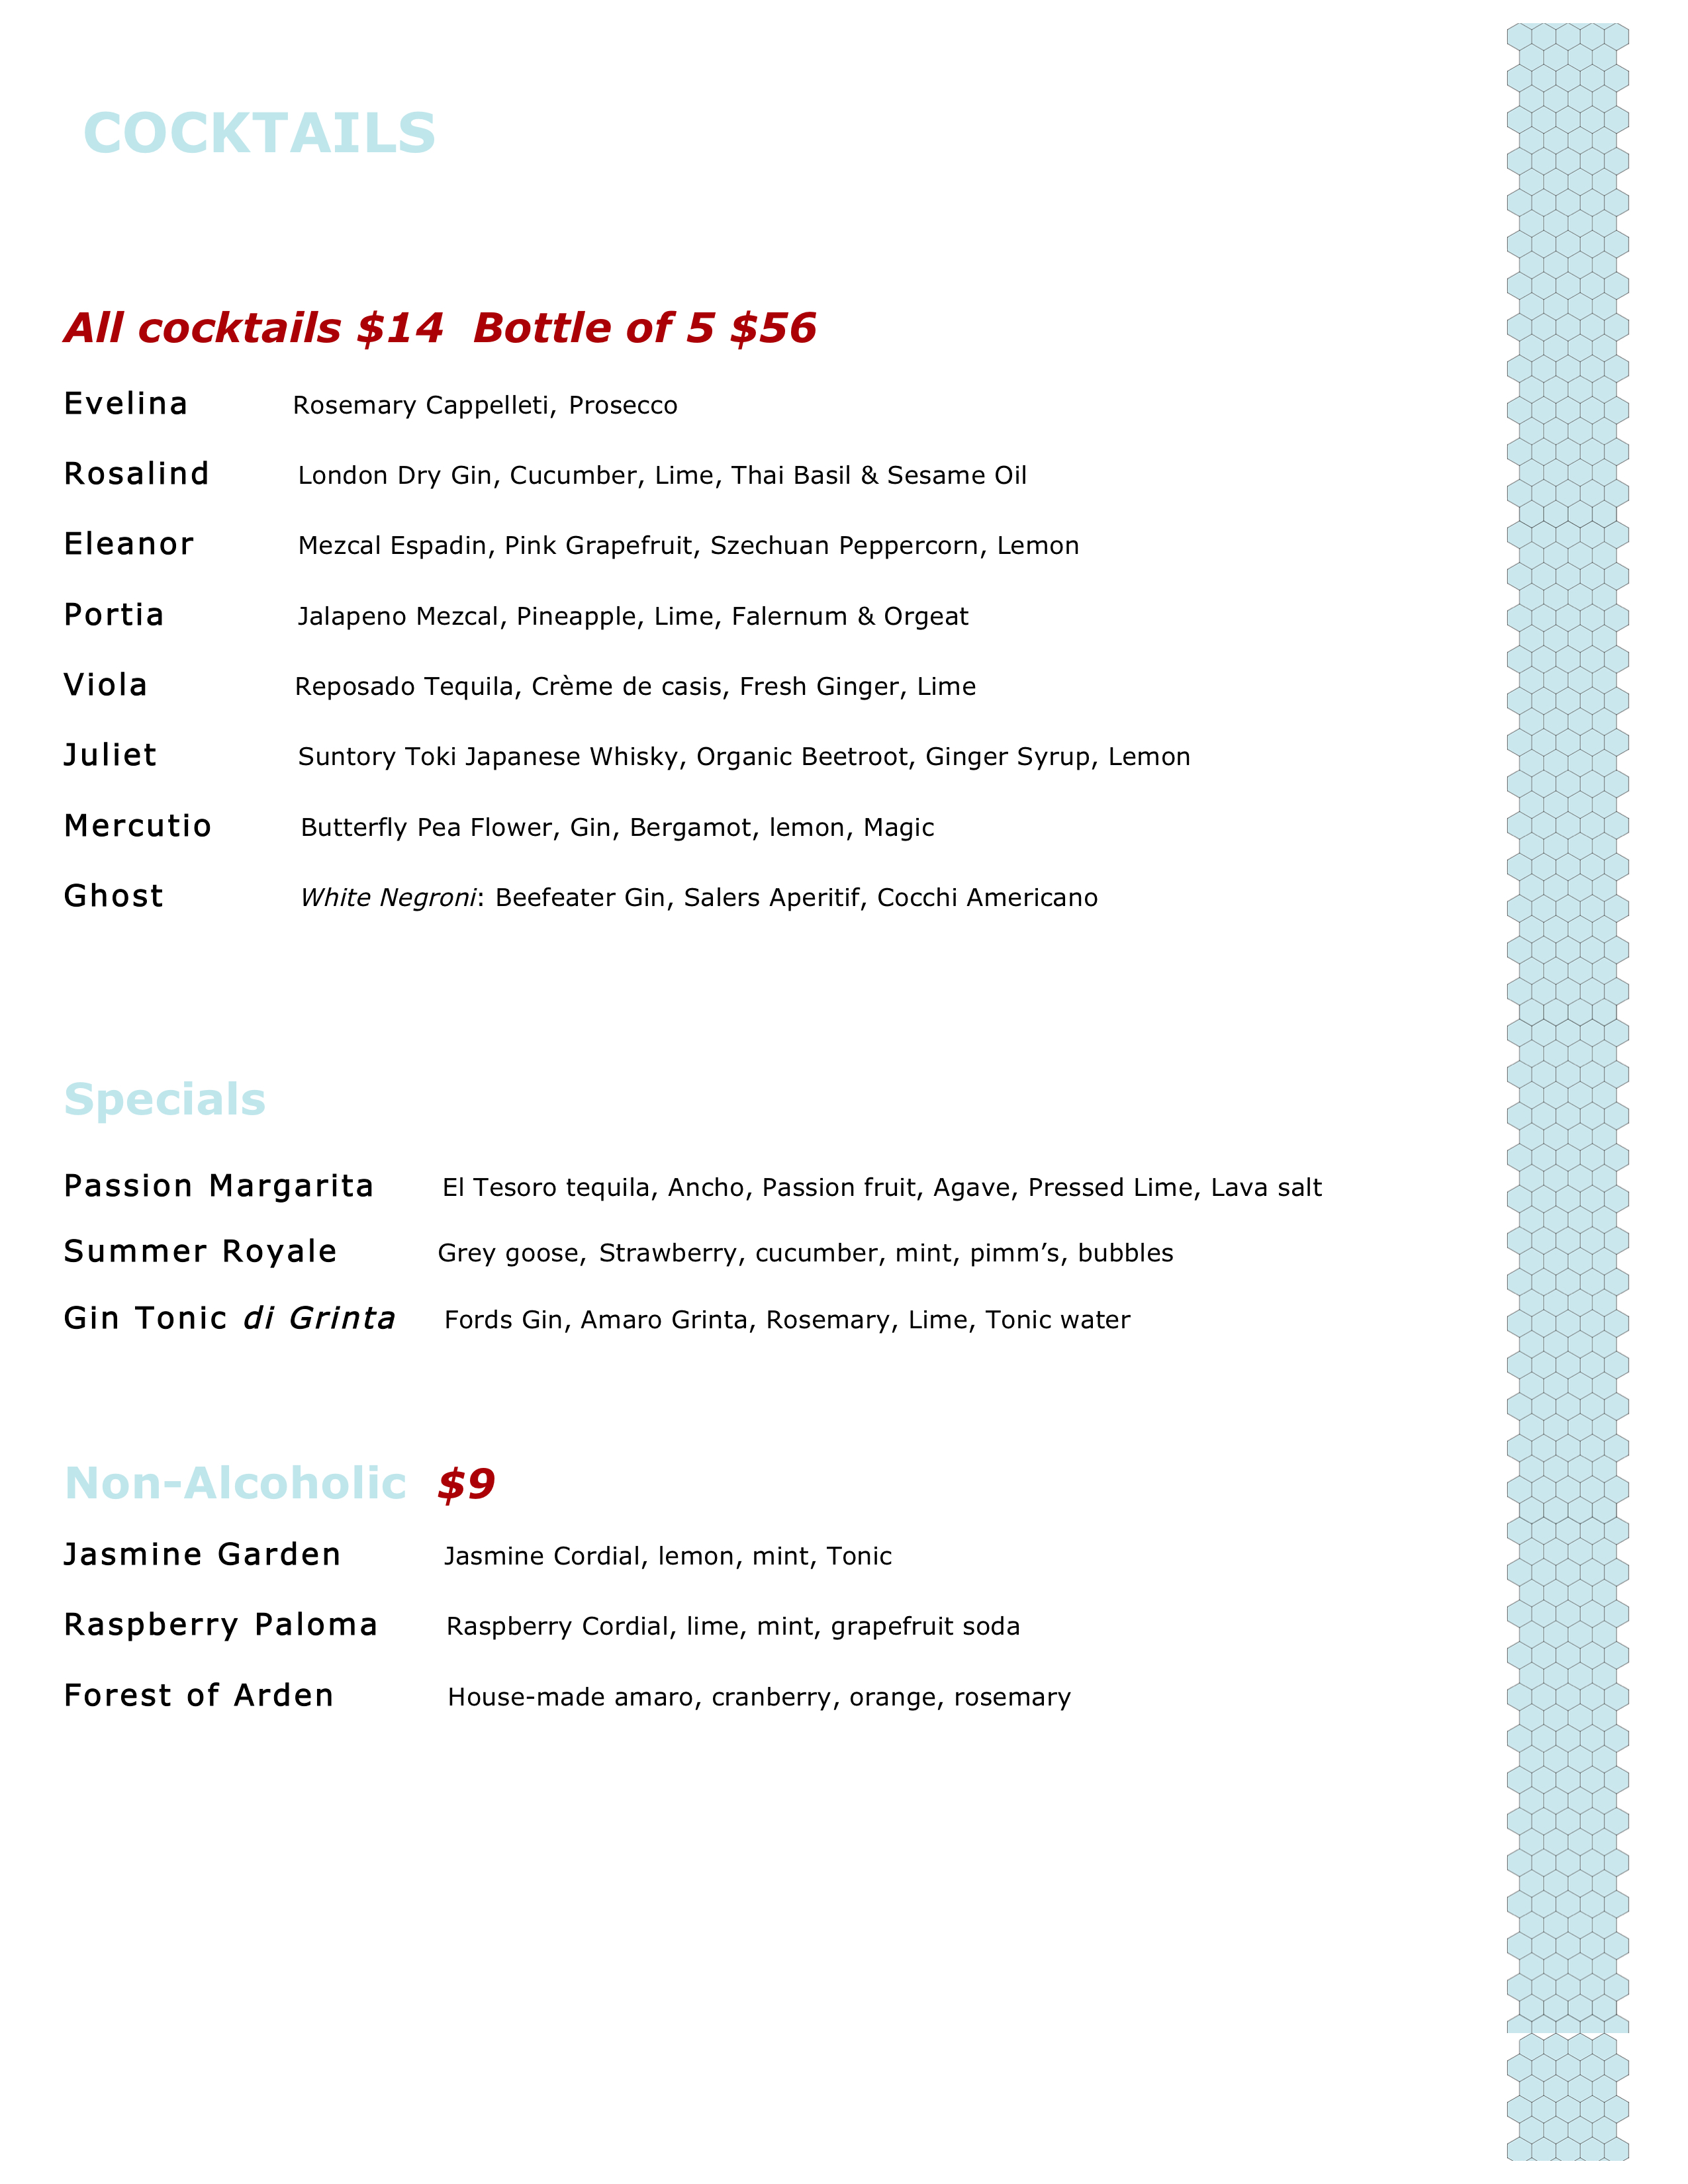 COCKTAILS
All cocktails $14 Bottle of 5 $56
Evelina Rosemary Cappelleti, Prosecco
Rosalind London Dry Gin, Cucumber, Lime, Thai Basil & Sesame Oil
Eleanor Mezcal Espadin, Pink Grapefruit, Szechuan Peppercorn, Lemon
Portia Jalapeno Mezcal, Pineapple, Lime, Falernum & Orgeat
Viola Reposado Tequila, Crème de casis, Fresh Ginger, Lime
Juliet Suntory Toki Japanese Whisky, Organic Beetroot, Ginger Syrup, Lemon
Mercutio Butterfly Pea Flower, Gin, Bergamot, lemon, Magic
Ghost White Negroni: Beefeater Gin, Salers Aperitif, Cocchi Americano
Specials
Passion Margarita El Tesoro tequila, Ancho, Passion fruit, Agave, Pressed Lime, Lava salt
Summer Royale Grey goose, Strawberry, cucumber, mint, pimm’s, bubbles
Gin Tonic di Grinta Fords Gin, Amaro Grinta, Rosemary, Lime, Tonic water
Non-Alcoholic $9
Jasmine Garden Jasmine Cordial, lemon, mint, Tonic
Raspberry Paloma Raspberry Cordial, lime, mint, grapefruit soda
Forest of Arden House-made amaro, cranberry, orange, rosemary